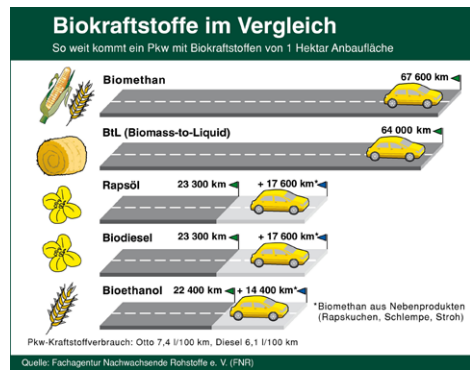 Biokraftstoffe im Vergleich
So weit kommt ein Pkw mit Biokraftstoffen von 1 Hektar Anbaufläche
Biomethan
67 600 km
BtL (Biomass-to-Liquid)
64 000 km
Rapsöl 23 300 km + 17 600 km*
Biodiesel 23 300 km +17 600 km*
Bioethanol 22 400 km + 14 400 km*
*Biomethan aus Nebenprodukten
(Rapskuchen, Schlempe, Stroh)
Pkw-Kraftstoffverbrauch: Otto 7,4 l/100 km, Diesel 6,1 l/100 km
Quelle: Fachagentur Nachwachsende Rohstoffe e. V. (FNR)